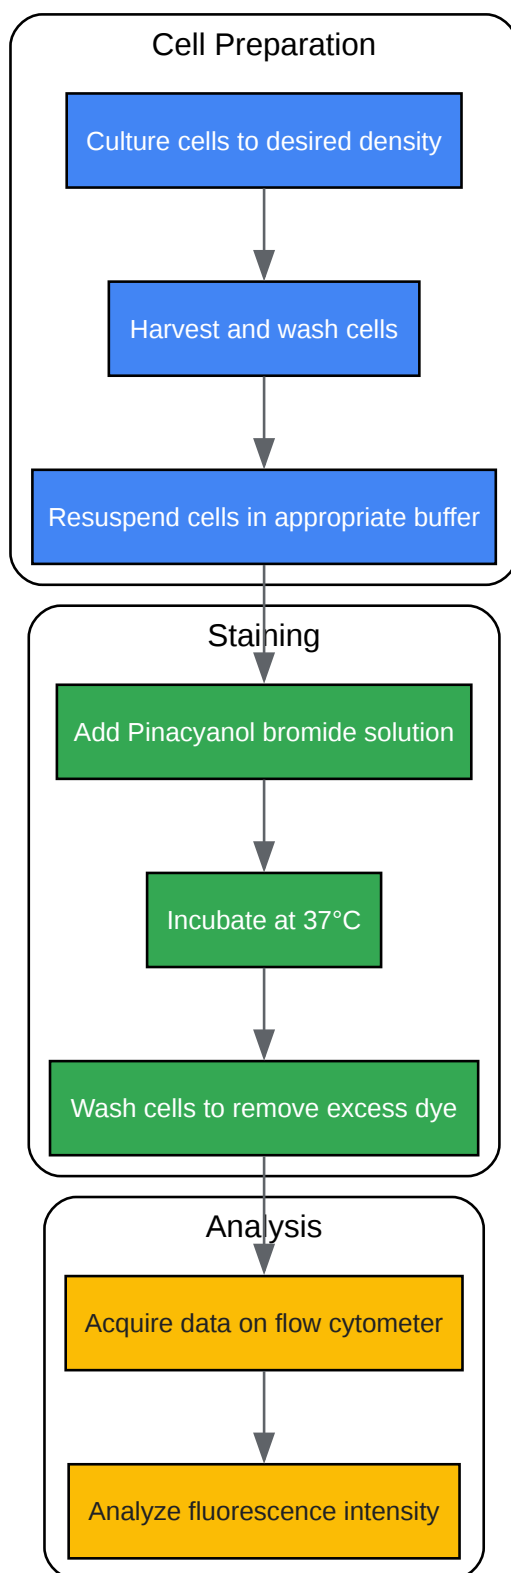 Cell Preparation
Culture cells to desired density
Harvest and wash cells
Resuspend cells in appropriate buffer
Staining
Add Pinacyanol bromide solution
Incubate at 37°C
Wash cells to remove excess dye
Analysis
Acquire data on flow cytometer
Analyze fluorescence intensity